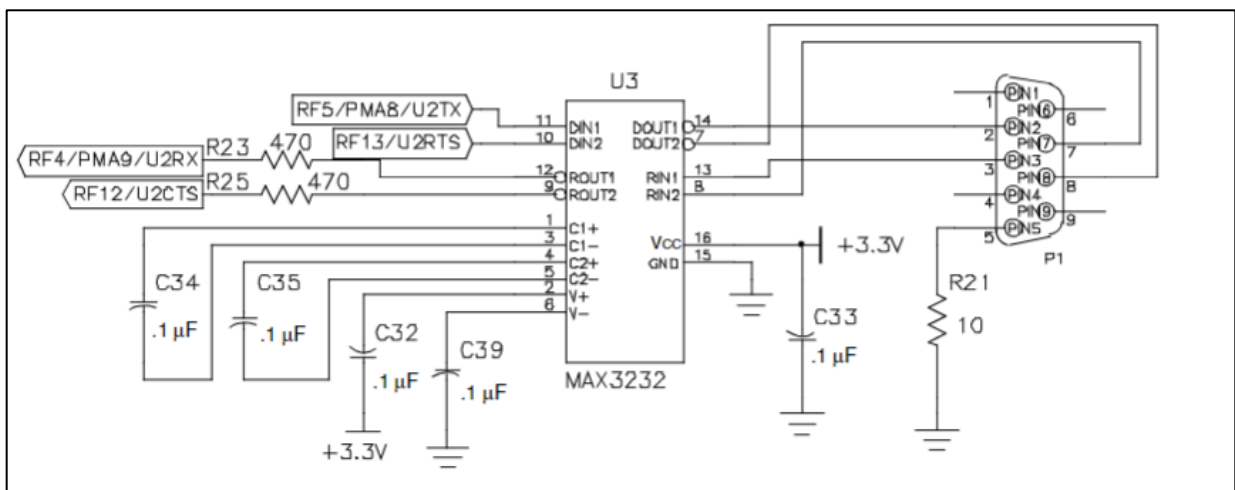 U3
RF5/PMA8/U2TX
RF13/U2RTS
RF4/PMA9/U2RX
R23 470
RF12/U2CTS
R25 470
11 DIN1
10 DIN2
12 ROUT1
9 ROUT2
1 C1+
3 C1-
4 C2+
5 C2-
2 V+
6 V-
DOUT1 14
DOUT2 7
RIN1 13
RIN2 8
VCC 16
GND 15
MAX3232
C34
.1 µF
C35
.1 µF
C32
.1 µF
+3.3V
C39
.1 µF
+3.3V
C33
.1 µF
1 PIN1
PIN6 6
2 PIN2
PIN7 7
3 PIN3
PIN8 8
4 PIN4
PIN9 9
5 PIN5
P1
R21
10